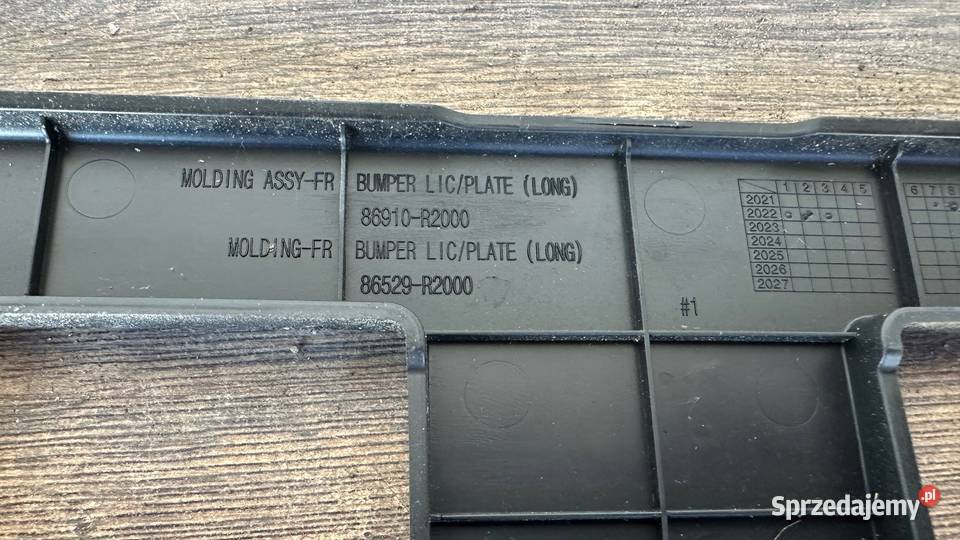 MOLDING ASSY-FR BUMPER LIC/PLATE (LONG)
86910-R2000
MOLDING-FR BUMPER LIC/PLATE (LONG)
86529-R2000
#1
1 2 3 4 5
2021
2022
2023
2024
2025
2026
2027
6 7 8
Sprzedajemy.pl